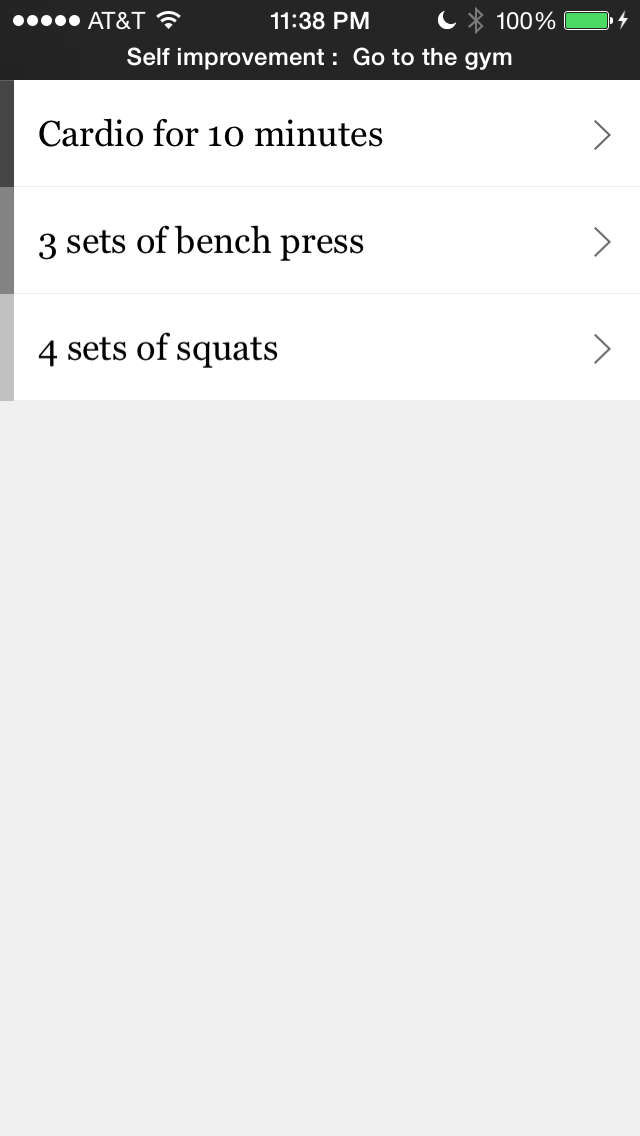 AT&T 11:38 PM 100%
Self improvement : Go to the gym
Cardio for 10 minutes
3 sets of bench press
4 sets of squats